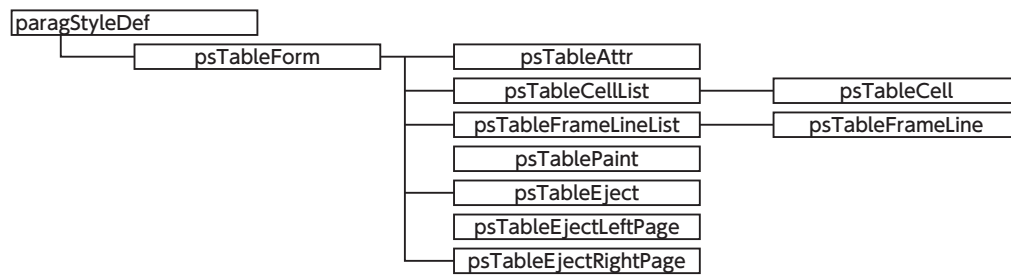 paragStyleDef
psTableForm
psTableAttr
psTableCellList
psTableCell
psTableFrameLineList
psTableFrameLine
psTablePaint
psTableEject
psTableEjectLeftPage
psTableEjectRightPage